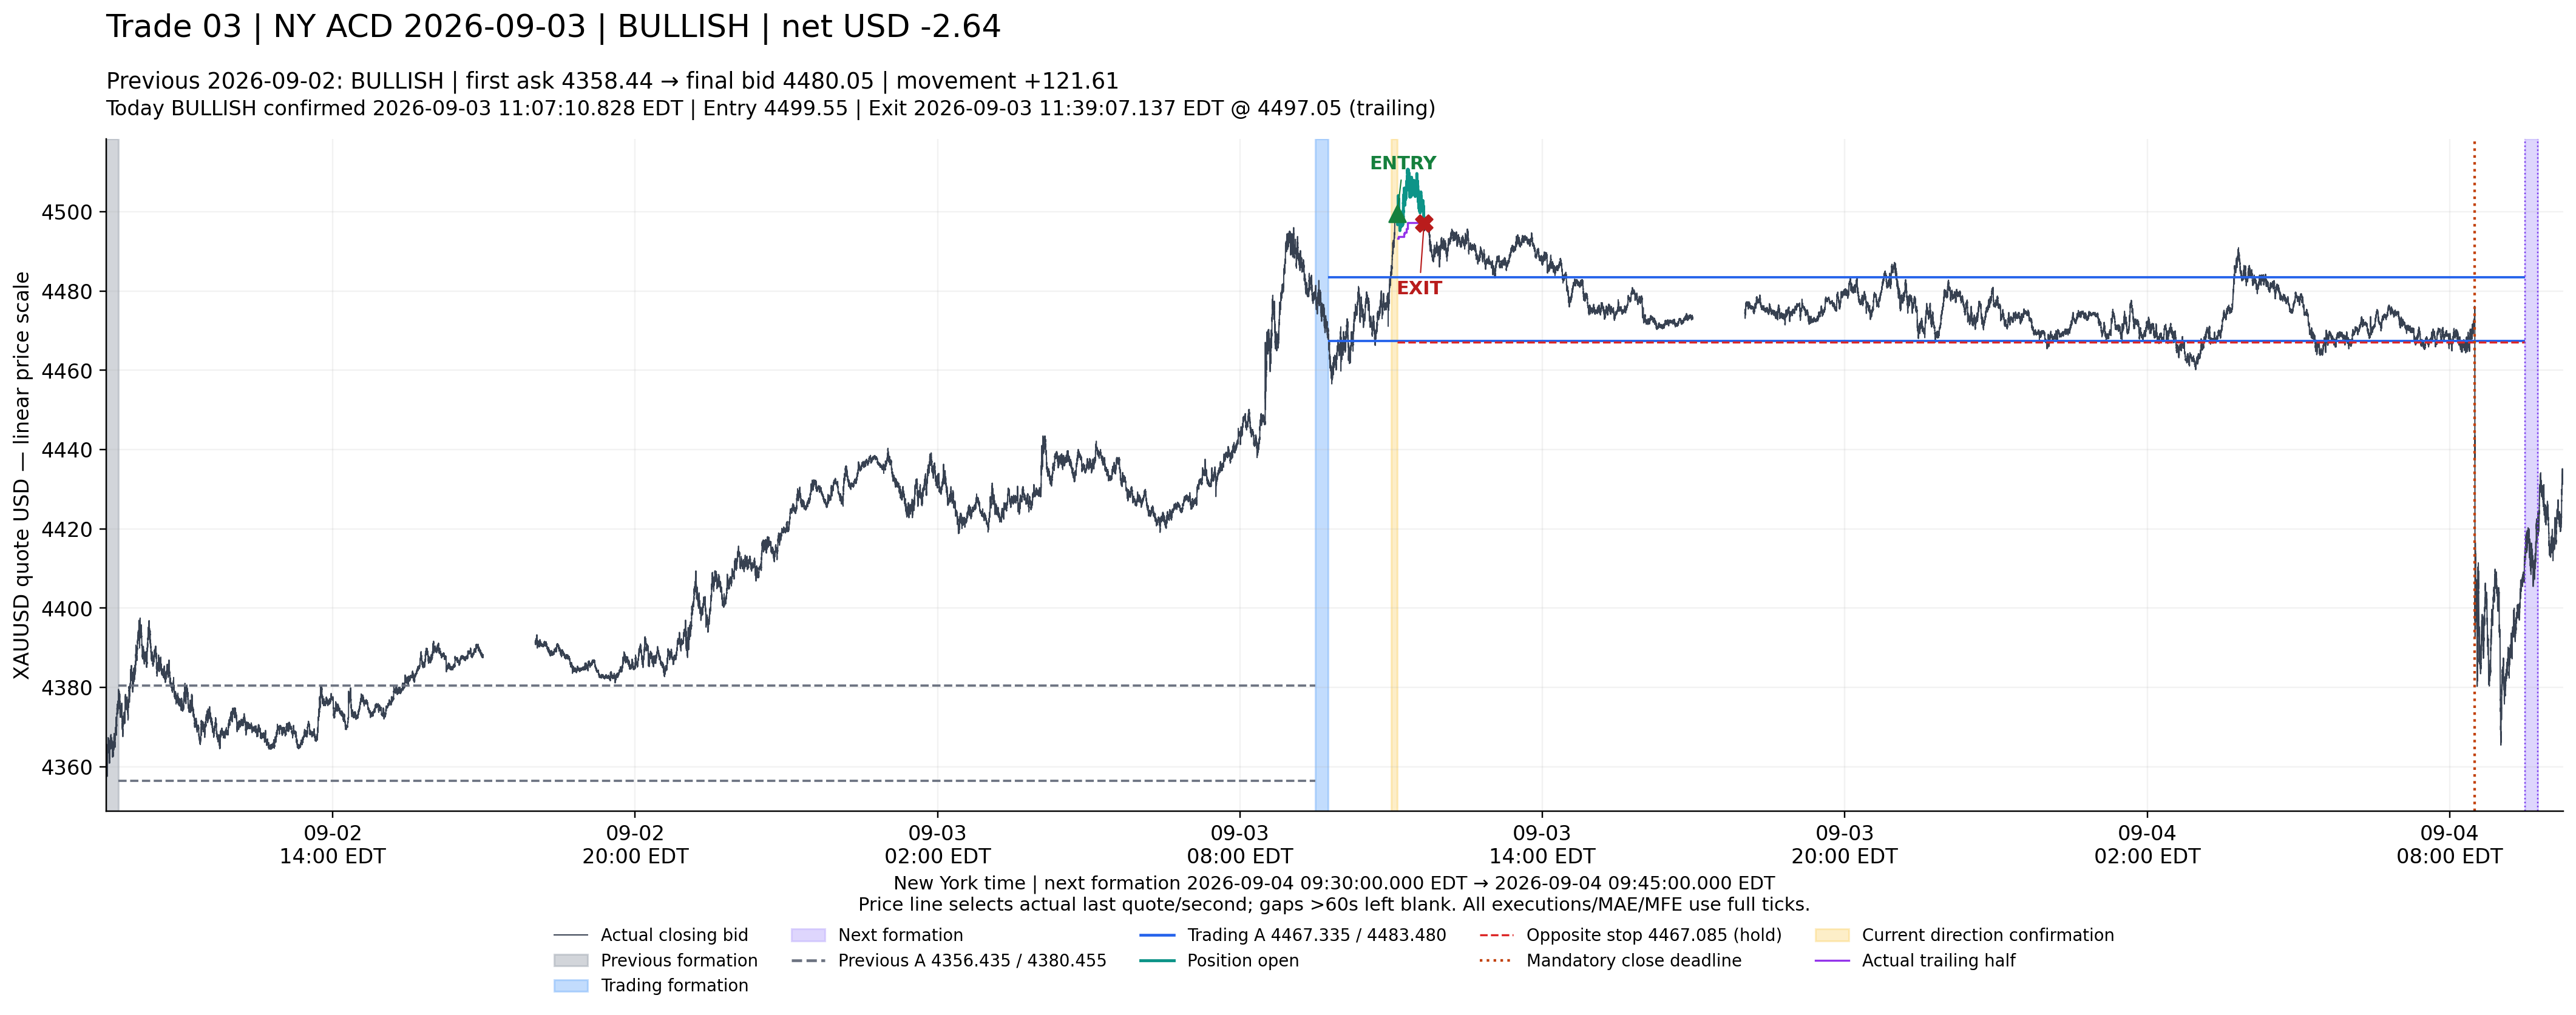 Trade 03 | NY ACD 2026-09-03 | BULLISH | net USD -2.64
Previous 2026-09-02: BULLISH | first ask 4358.44 → final bid 4480.05 | movement +121.61
Today BULLISH confirmed 2026-09-03 11:07:10.828 EDT | Entry 4499.55 | Exit 2026-09-03 11:39:07.137 EDT @ 4497.05 (trailing)
XAUUSD quote USD — linear price scale
4500
4480
4460
4440
4420
4400
4380
4360
ENTRY
EXIT
09-02
14:00 EDT
09-02
20:00 EDT
09-03
02:00 EDT
09-03
08:00 EDT
09-03
14:00 EDT
09-03
20:00 EDT
09-04
02:00 EDT
09-04
08:00 EDT
New York time | next formation 2026-09-04 09:30:00.000 EDT → 2026-09-04 09:45:00.000 EDT
Price line selects actual last quote/second; gaps >60s left blank. All executions/MAE/MFE use full ticks.
Actual closing bid
Previous formation
Trading formation
Next formation
Previous A 4356.435 / 4380.455
Trading A 4467.335 / 4483.480
Position open
Opposite stop 4467.085 (hold)
Mandatory close deadline
Current direction confirmation
Actual trailing half